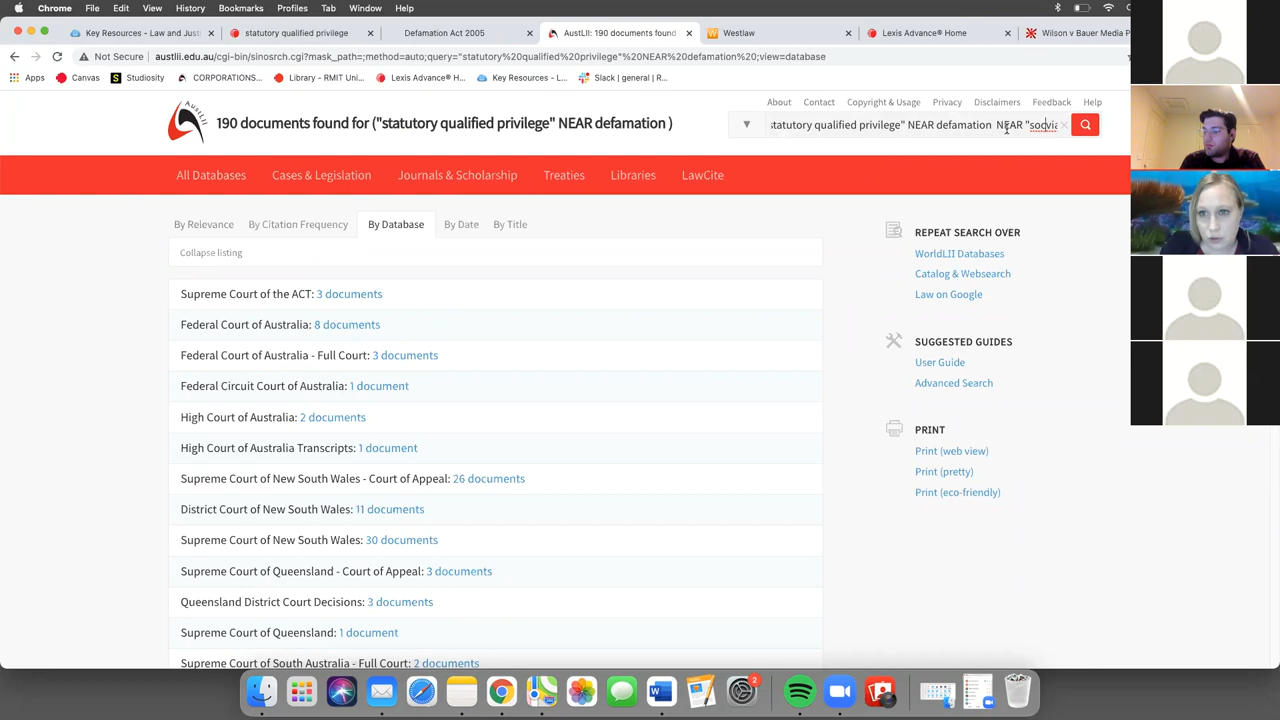 Chrome File Edit View History Bookmarks Profiles Tab Window Help
Key Resources - Law and Justi
statutory qualified privilege
Defamation Act 2005
AustLII: 190 documents found
Westlaw
Lexis Advance® Home
Wilson v Bauer Media P
Not Secure austlii.edu.au/cgi-bin/sinosrch.cgi?mask_path=;method=auto;query="statutory%20qualified%20privilege"%20NEAR%20defamation%20;view=database
Apps Canvas Studiosity CORPORATIONS... Library - RMIT Uni... Lexis Advance® H... Key Resources - L... Slack | general | R...
About Contact Copyright & Usage Privacy Disclaimers Feedback Help
AustLII
190 documents found for ("statutory qualified privilege" NEAR defamation )
statutory qualified privilege" NEAR defamation NEAR "socvia
All Databases Cases & Legislation Journals & Scholarship Treaties Libraries LawCite
By Relevance By Citation Frequency By Database By Date By Title
Collapse listing
Supreme Court of the ACT: 3 documents
Federal Court of Australia: 8 documents
Federal Court of Australia - Full Court: 3 documents
Federal Circuit Court of Australia: 1 document
High Court of Australia: 2 documents
High Court of Australia Transcripts: 1 document
Supreme Court of New South Wales - Court of Appeal: 26 documents
District Court of New South Wales: 11 documents
Supreme Court of New South Wales: 30 documents
Supreme Court of Queensland - Court of Appeal: 3 documents
Queensland District Court Decisions: 3 documents
Supreme Court of Queensland: 1 document
Supreme Court of South Australia - Full Court: 2 documents
REPEAT SEARCH OVER
WorldLII Databases
Catalog & Websearch
Law on Google
SUGGESTED GUIDES
User Guide
Advanced Search
PRINT
Print (web view)
Print (pretty)
Print (eco-friendly)
2